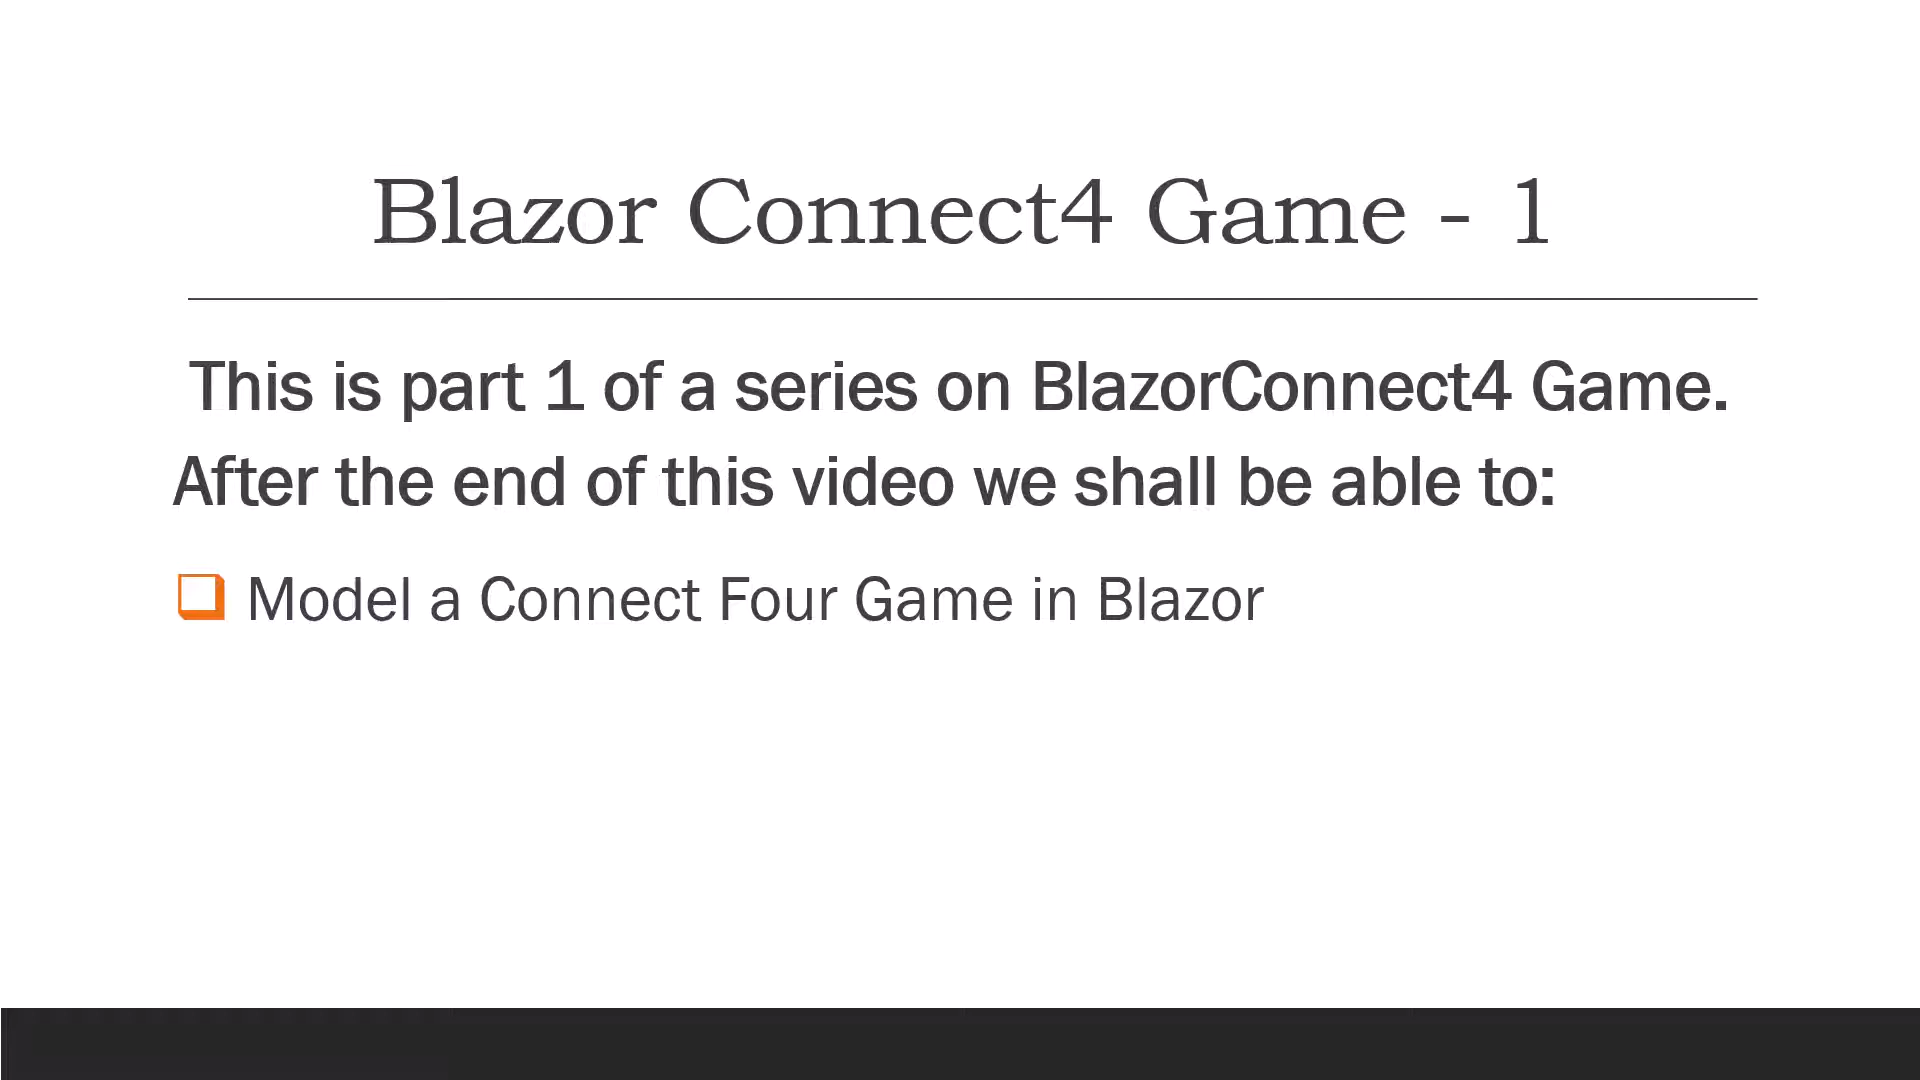 Blazor Connect4 Game - 1
This is part 1 of a series on BlazorConnect4 Game.
After the end of this video we shall be able to:
Model a Connect Four Game in Blazor